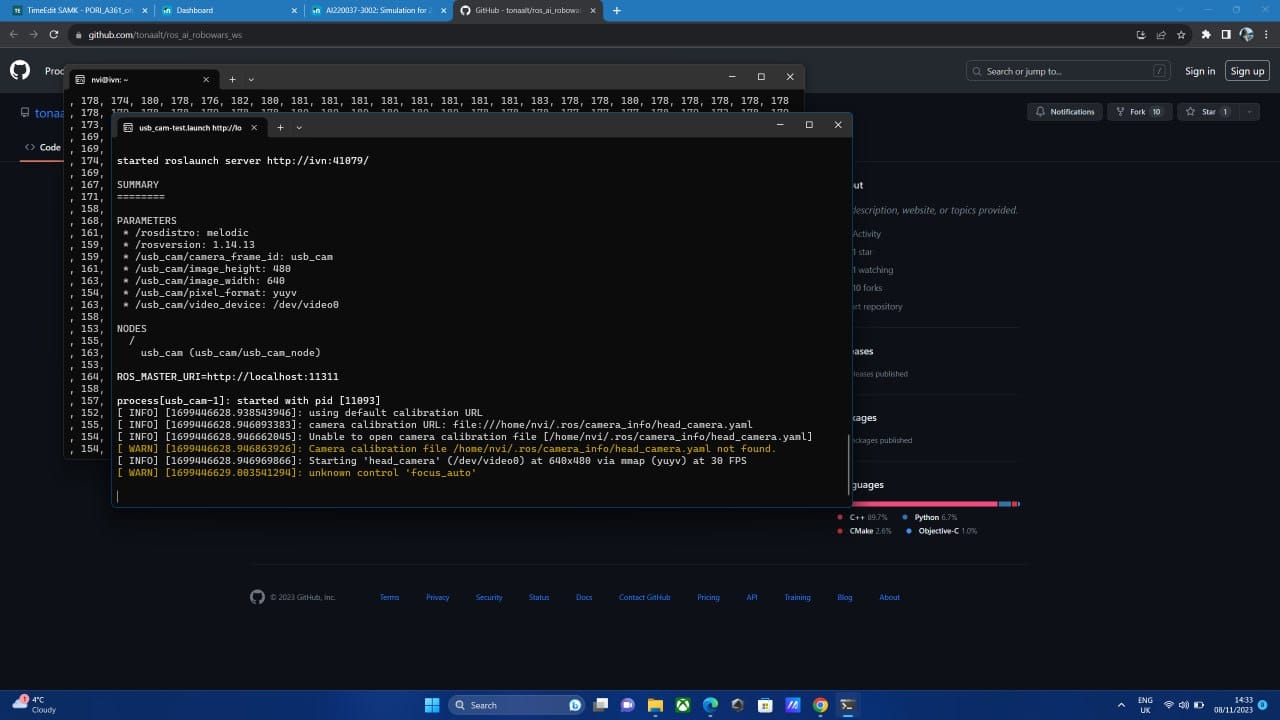 TimeEdit SAMK - PORJ_A361_o
Dashboard
AI220037-3002: Simulation for
GitHub - tonaalt/ros_ai_robowars
github.com/tonaalt/ros_ai_robowars_ws
Proc
Search or jump to...
/
Sign in
Sign up
nvi@ivn: ~
, 178, 174, 180, 178, 176, 182, 180, 181, 181, 181, 181, 181, 181, 181, 181, 183, 178, 178, 180, 178, 178, 178, 178, 178
tonaa
Notifications
Fork 10
Star 1
Code
, 178,
, 173,
, 169,
, 169,
, 174,
, 169,
, 167,
, 171,
, 158,
, 168,
, 161,
, 159,
, 159,
, 161,
, 163,
, 154,
, 163,
, 158,
, 153,
, 155,
, 163,
, 153,
, 164,
, 158,
, 157,
, 152,
, 155,
, 154,
, 154,
usb_cam-test.launch http://lo
started roslaunch server http://ivn:41079/
SUMMARY
========
PARAMETERS
* /rosdistro: melodic
* /rosversion: 1.14.13
* /usb_cam/camera_frame_id: usb_cam
* /usb_cam/image_height: 480
* /usb_cam/image_width: 640
* /usb_cam/pixel_format: yuyv
* /usb_cam/video_device: /dev/video0
NODES
/
usb_cam (usb_cam/usb_cam_node)
ROS_MASTER_URI=http://localhost:11311
process[usb_cam-1]: started with pid [11093]
[ INFO] [1699446628.938543946]: using default calibration URL
[ INFO] [1699446628.946093383]: camera calibration URL: file:///home/nvi/.ros/camera_info/head_camera.yaml
[ INFO] [1699446628.946662045]: Unable to open camera calibration file [/home/nvi/.ros/camera_info/head_camera.yaml]
[ WARN] [1699446628.946863926]: Camera calibration file /home/nvi/.ros/camera_info/head_camera.yaml not found.
[ INFO] [1699446628.946969866]: Starting 'head_camera' (/dev/video0) at 640x480 via mmap (yuyv) at 30 FPS
[ WARN] [1699446629.003541294]: unknown control 'focus_auto'
out
description, website, or topics provided.
Activity
1 star
1 watching
10 forks
rt repository
eases
eleases published
kages
ackages published
nguages
C++ 89.7%
Python 6.7%
CMake 2.6%
Objective-C 1.0%
© 2023 GitHub, Inc.
Terms
Privacy
Security
Status
Docs
Contact GitHub
Pricing
API
Training
Blog
About
1
4°C
Cloudy
Search
ENG
UK
14:33
08/11/2023